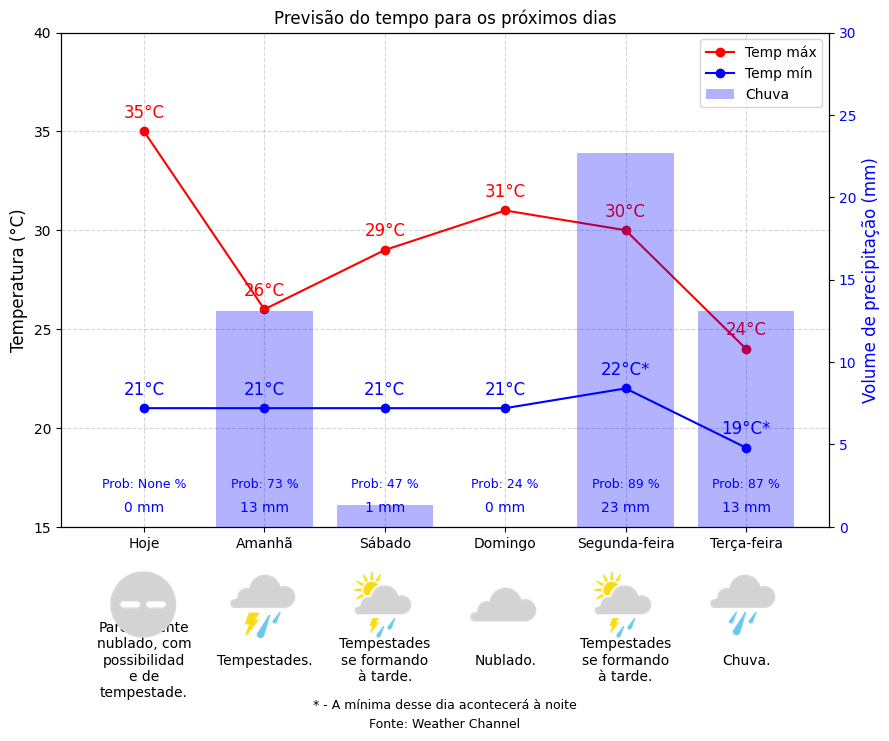 Previsão do tempo para os próximos dias
Temperatura (°C)
40
35
30
25
20
15
Volume de precipitação (mm)
30
25
20
15
10
5
0
Temp máx
Temp mín
Chuva
35°C
26°C
29°C
31°C
30°C
24°C
21°C
21°C
21°C
21°C
22°C*
19°C*
Prob: None %
Prob: 73 %
Prob: 47 %
Prob: 24 %
Prob: 89 %
Prob: 87 %
0 mm
13 mm
1 mm
0 mm
23 mm
13 mm
Hoje
Amanhã
Sábado
Domingo
Segunda-feira
Terça-feira
nublado, com
possibilidad
e de
tempestade.
Tempestades.
Tempestades
se formando
à tarde.
Nublado.
Tempestades
se formando
à tarde.
Chuva.
* - A mínima desse dia acontecerá à noite
Fonte: Weather Channel